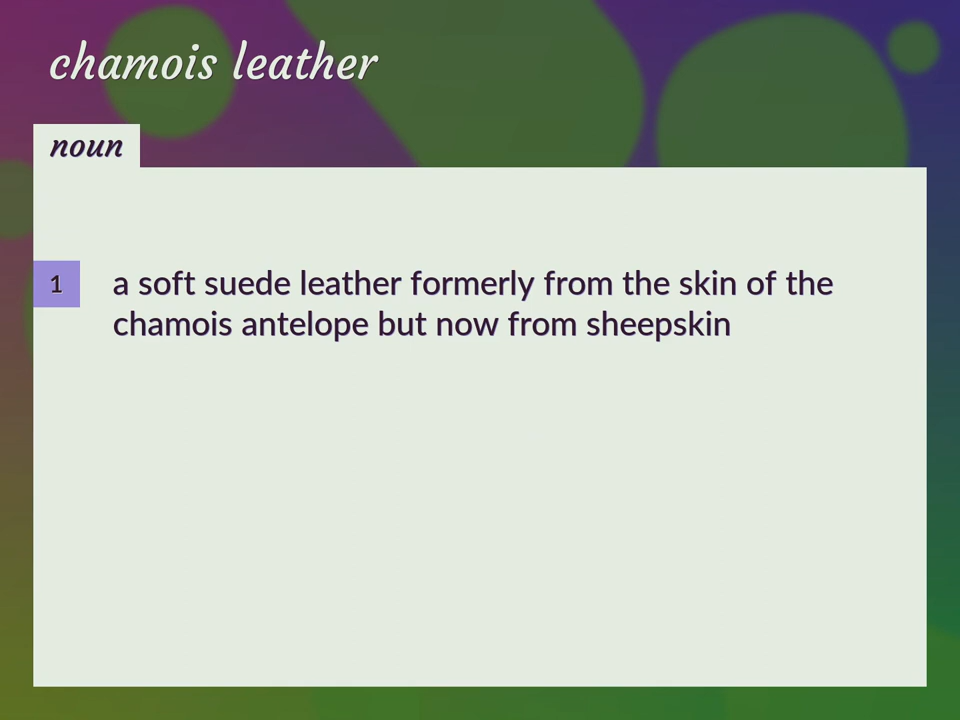 chamois leather
noun
1
a soft suede leather formerly from the skin of the
chamois antelope but now from sheepskin